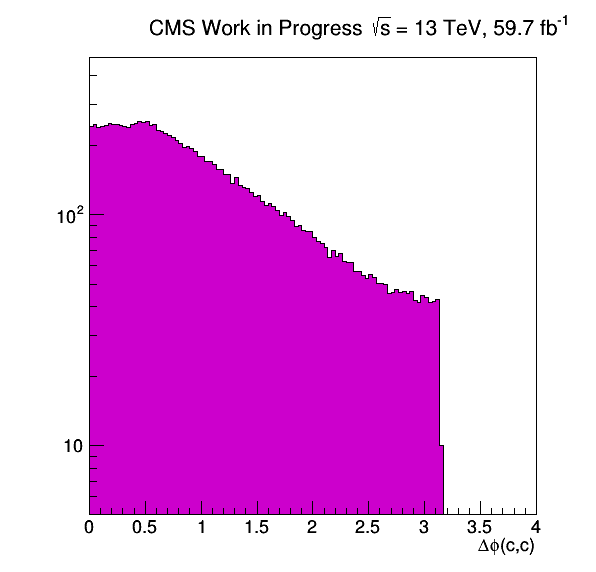 CMS Work in Progress √s = 13 TeV, 59.7 fb⁻¹
10²
10
0 0.5 1 1.5 2 2.5 3 3.5 4
Δϕ(c,c)